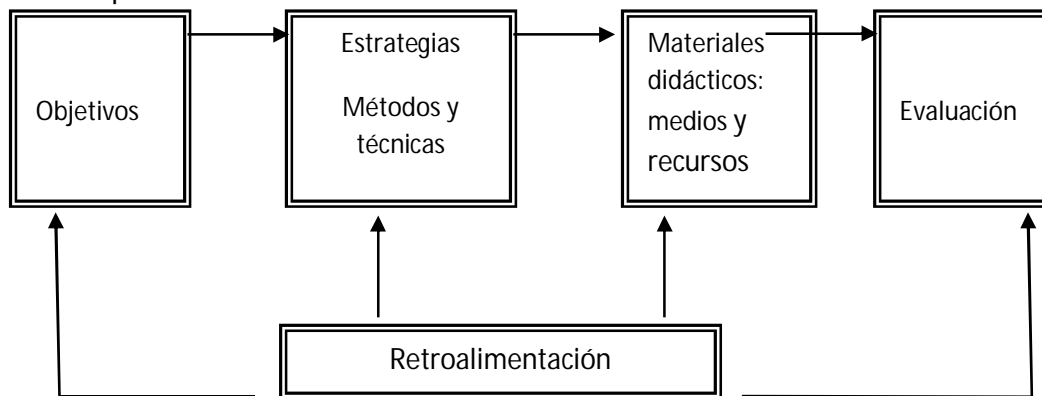 Objetivos
Estrategias
Métodos y
técnicas
Materiales
didácticos:
medios y
recursos
Evaluación
Retroalimentación